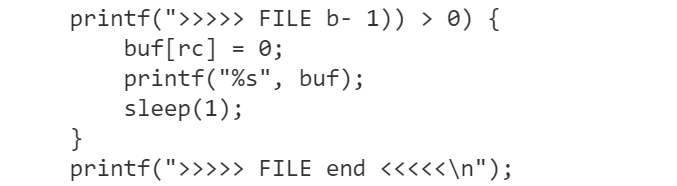 printf(">>>>> FILE b- 1)) > 0) {
    buf[rc] = 0;
    printf("%s", buf);
    sleep(1);
}
printf(">>>>> FILE end <<<<<\n");